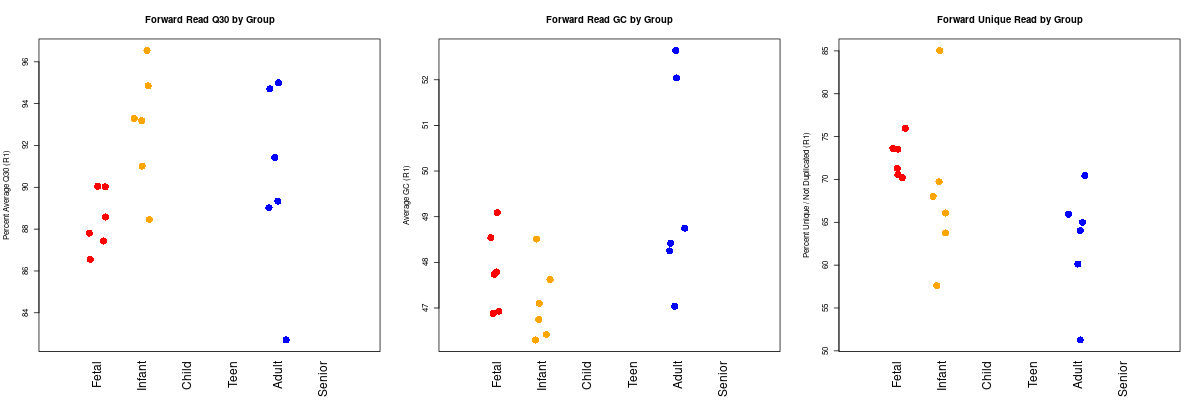 Forward Read Q30 by Group
Percent Average Q30 (R1)
96
94
92
90
88
86
84
Fetal
Infant
Child
Teen
Adult
Senior
Forward Read GC by Group
Average GC (R1)
52
51
50
49
48
47
Fetal
Infant
Child
Teen
Adult
Senior
Forward Unique Read by Group
Percent Unique / Not Duplicated (R1)
85
80
75
70
65
60
55
50
Fetal
Infant
Child
Teen
Adult
Senior